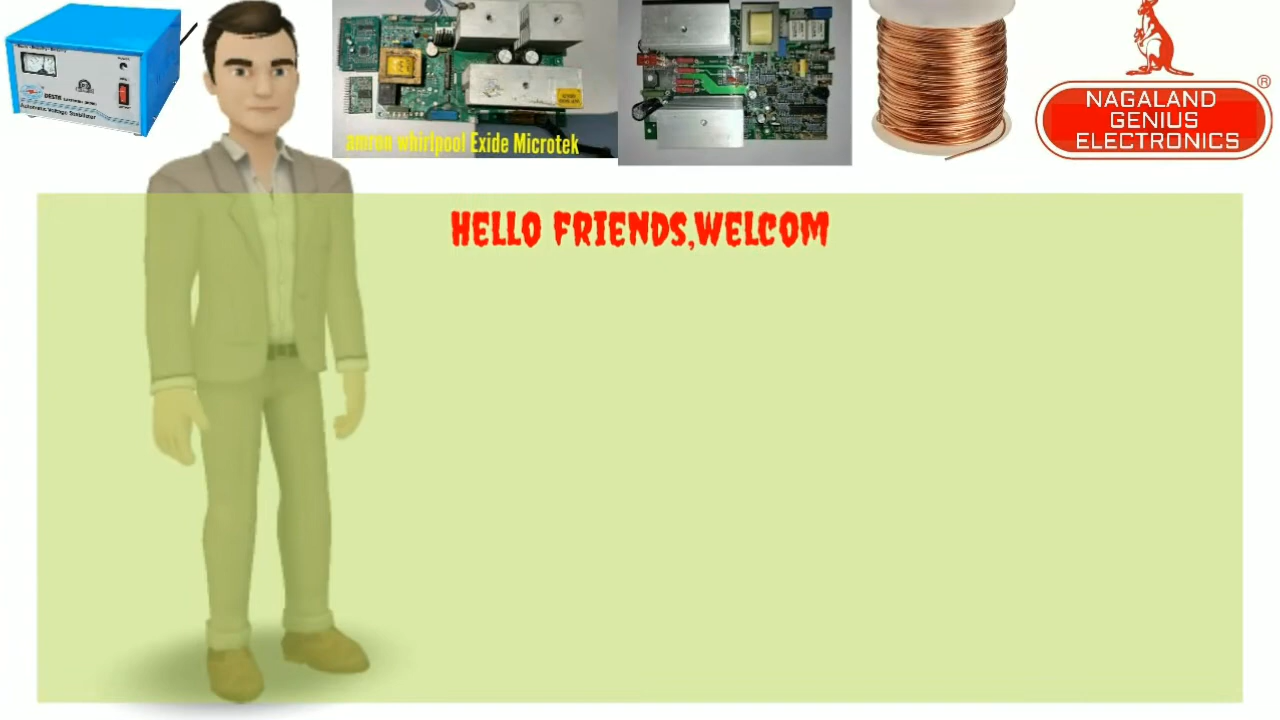 amron whirlpool Exide Microtek
NAGALAND
GENIUS
ELECTRONICS
®
HELLO FRIENDS,WELCOM